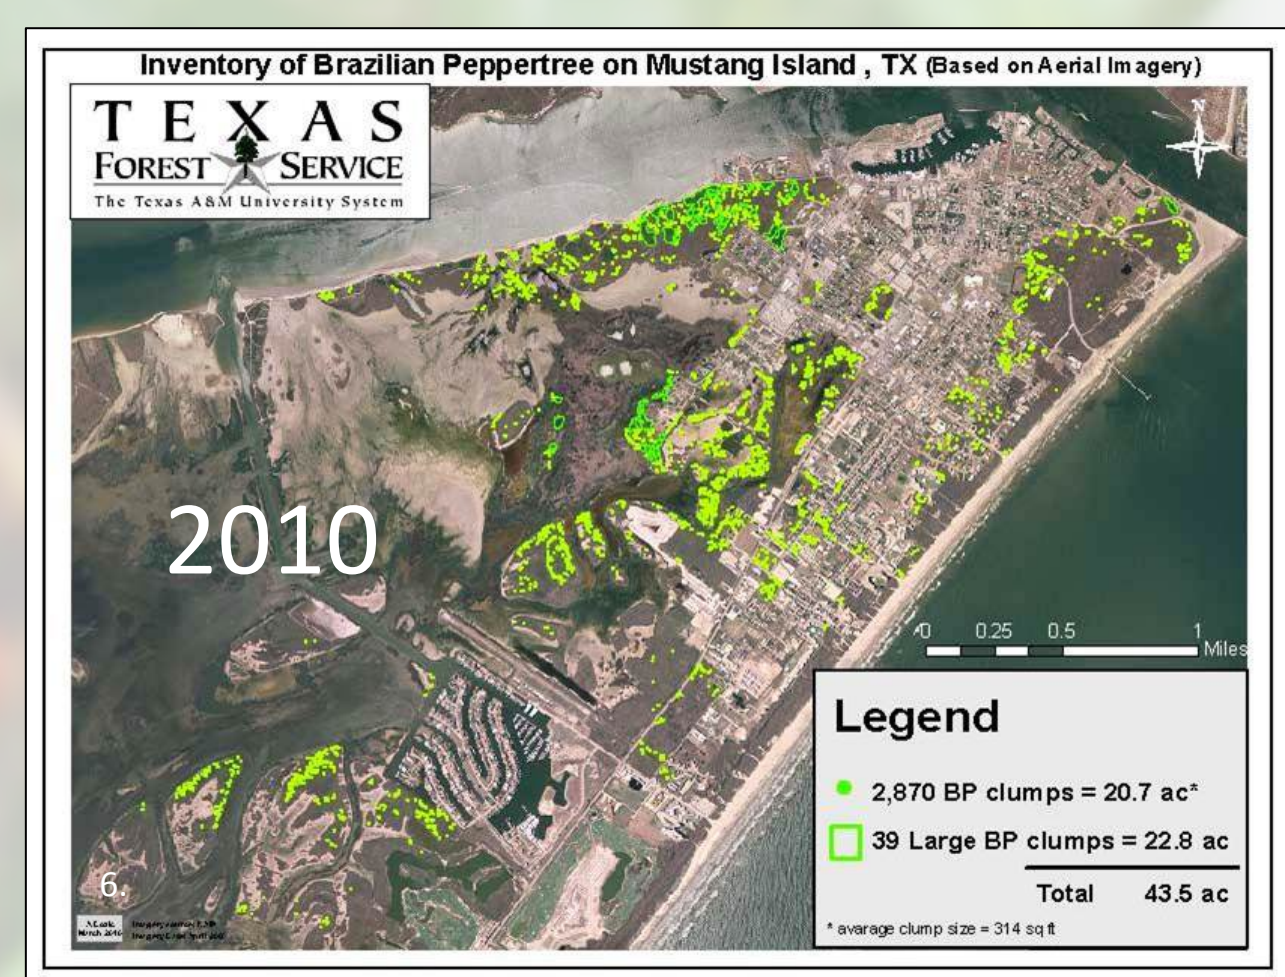 Inventory of Brazilian Peppertree on Mustang Island , TX (Based on Aerial Imagery)
TEXAS
FOREST SERVICE
The Texas A&M University System
N
2010
0 0.25 0.5 1
Miles
Legend
2,870 BP clumps = 20.7 ac*
39 Large BP clumps = 22.8 ac
Total 43.5 ac
* avarage clump size = 314 sq ft
6.